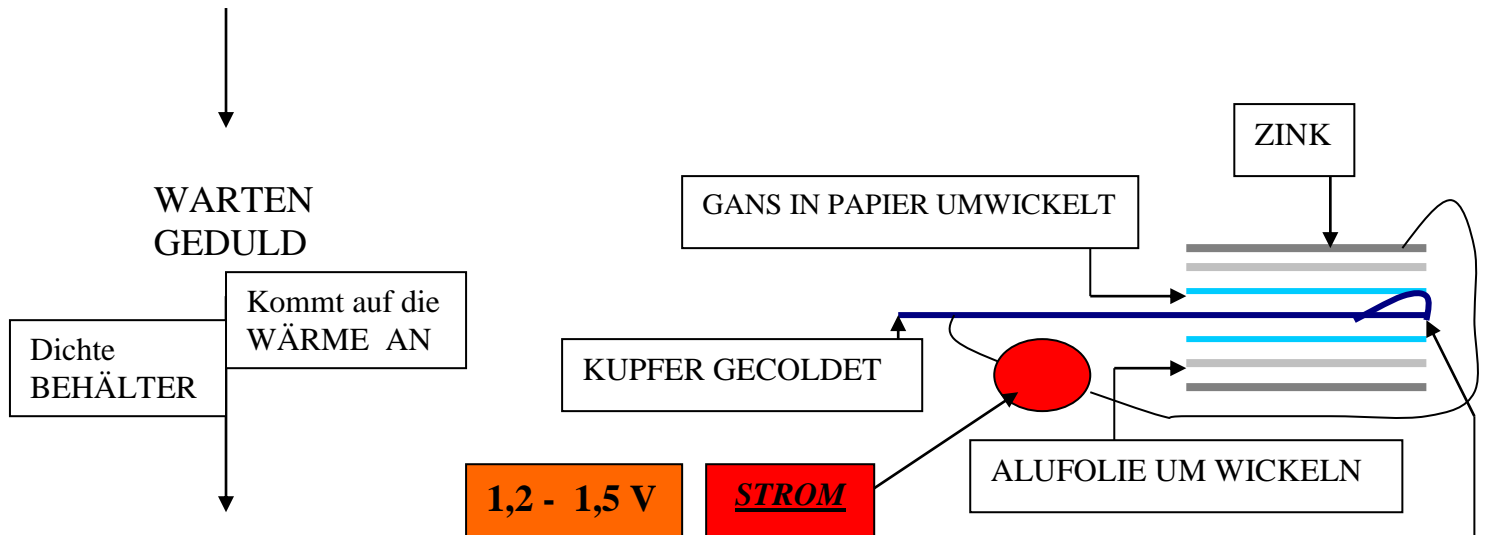 WARTEN
GEDULD
Kommt auf die
WÄRME AN
Dichte
BEHÄLTER
ZINK
GANS IN PAPIER UMWICKELT
KUPFER GECOLDET
ALUFOLIE UM WICKELN
1,2 - 1,5 V
STROM